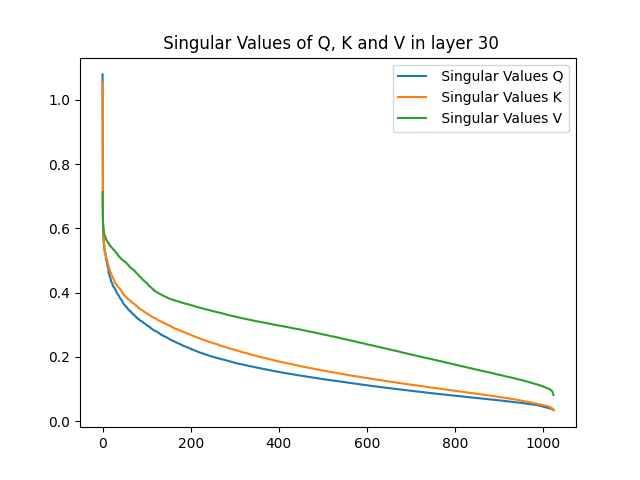 Singular Values of Q, K and V in layer 30
Singular Values Q
Singular Values K
Singular Values V
1.0
0.8
0.6
0.4
0.2
0.0
0 200 400 600 800 1000